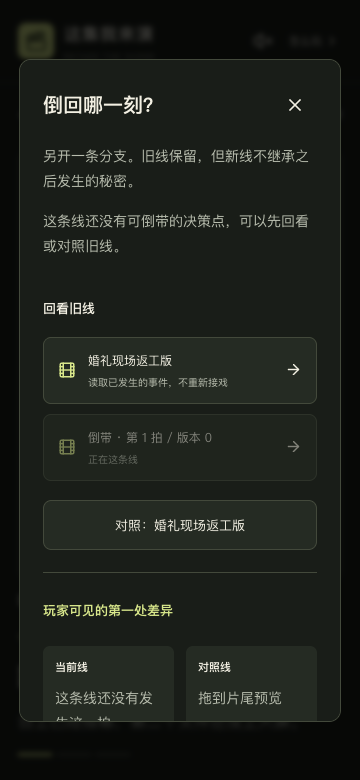 倒回哪一刻?
另开一条分支。旧线保留，但新线不继承之
后发生的秘密。
这条线还没有可倒带的决策点，可以先回看
或对照旧线。
回看旧线
婚礼现场返工版
读取已发生的事件，不重新接戏
倒带 · 第 1 拍 / 版本 0
正在这条线
对照：婚礼现场返工版
玩家可见的第一处差异
当前线
对照线
这条线还没有发
拖到片尾预览